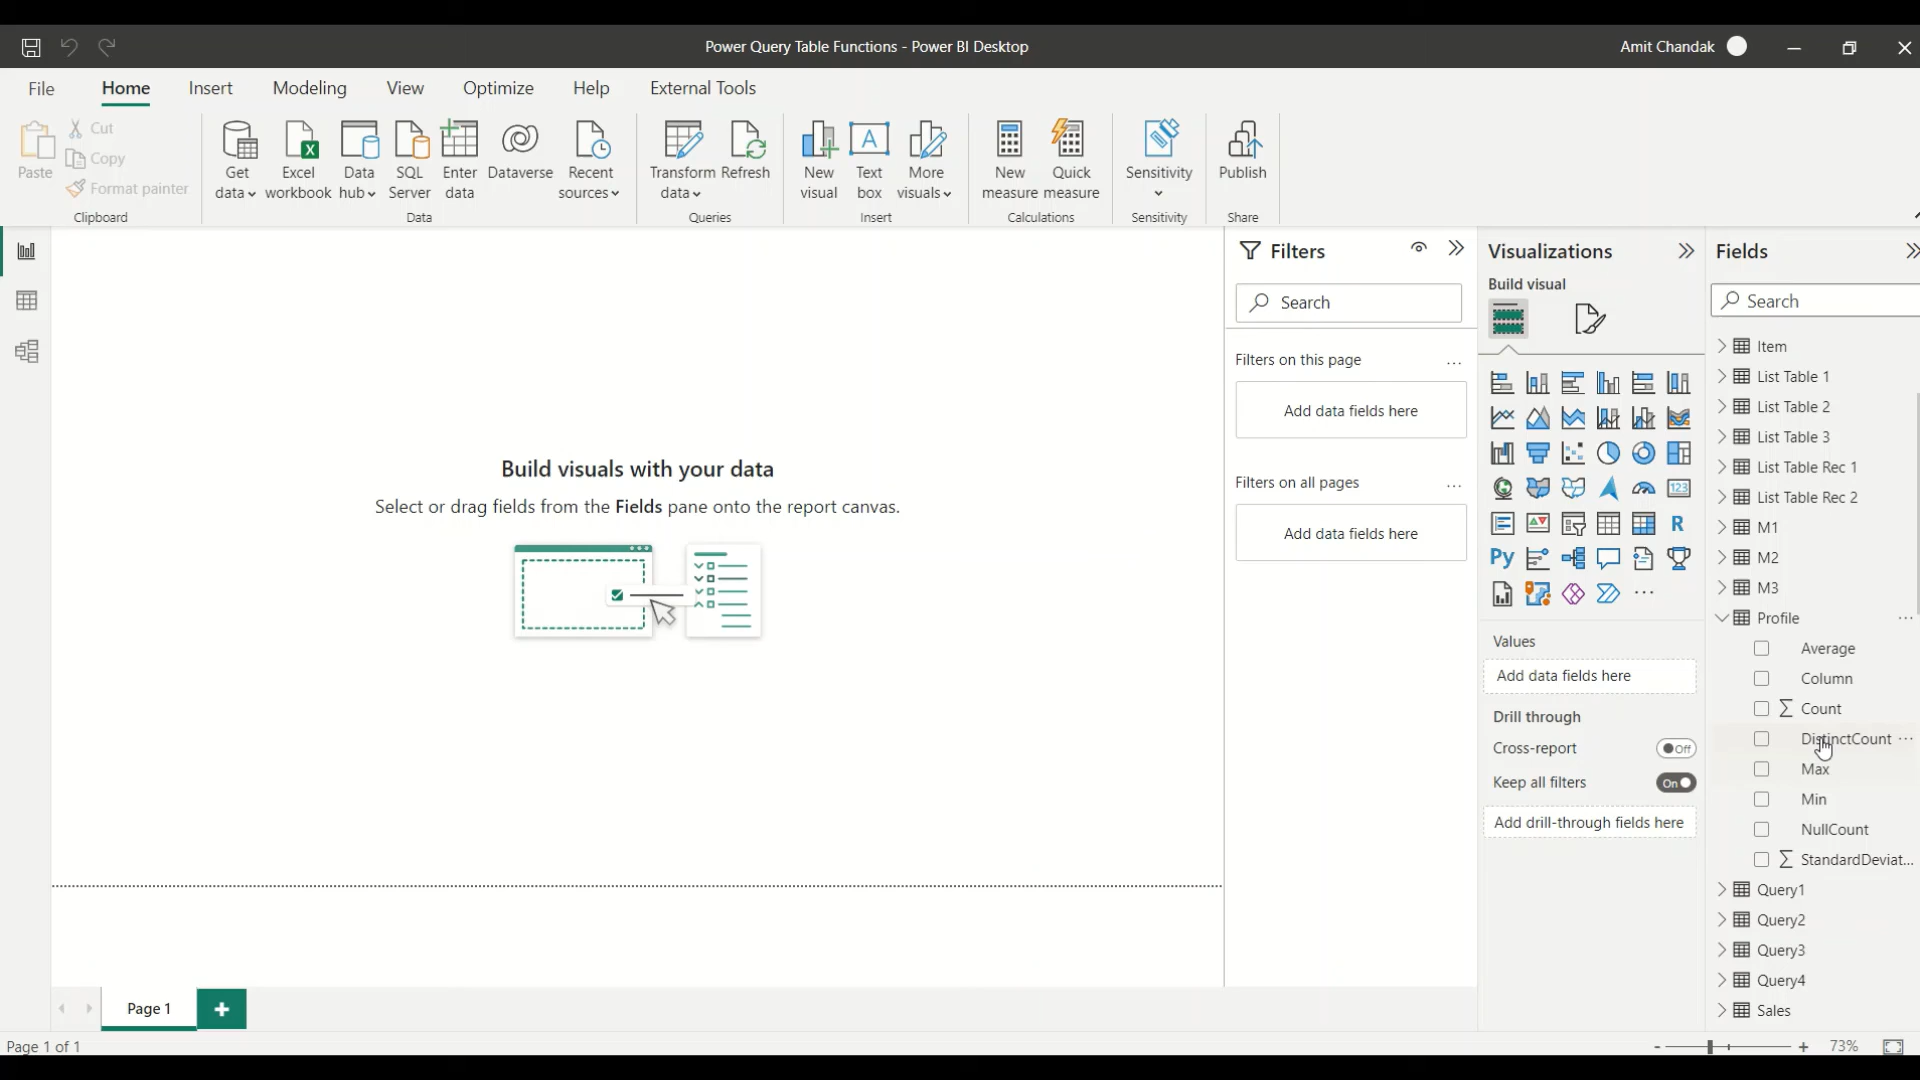 Power Query Table Functions - Power BI Desktop
Amit Chandak
File
Home
Insert
Modeling
View
Optimize
Help
External Tools
Paste
Cut
Copy
Format painter
Clipboard
Get
data
Excel
workbook
Data
hub
SQL
Server
Enter
data
Dataverse
Recent
sources
Data
Transform
data
Refresh
Queries
New
visual
A
Text
box
More
visuals
Insert
New
measure
Quick
measure
Calculations
Sensitivity
Sensitivity
Publish
Share
Build visuals with your data
Select or drag fields from the Fields pane onto the report canvas.
Filters
Search
Filters on this page
...
Add data fields here
Filters on all pages
...
Add data fields here
Visualizations
Build visual
123
R
Py
...
Values
Add data fields here
Drill through
Cross-report
Off
Keep all filters
On
Add drill-through fields here
Fields
Search
Item
List Table 1
List Table 2
List Table 3
List Table Rec 1
List Table Rec 2
M1
M2
M3
Profile ...
Average
Column
∑ Count
DistinctCount ...
Max
Min
NullCount
∑ StandardDeviat...
Query1
Query2
Query3
Query4
Sales
Page 1
+
Page 1 of 1
- + 73%